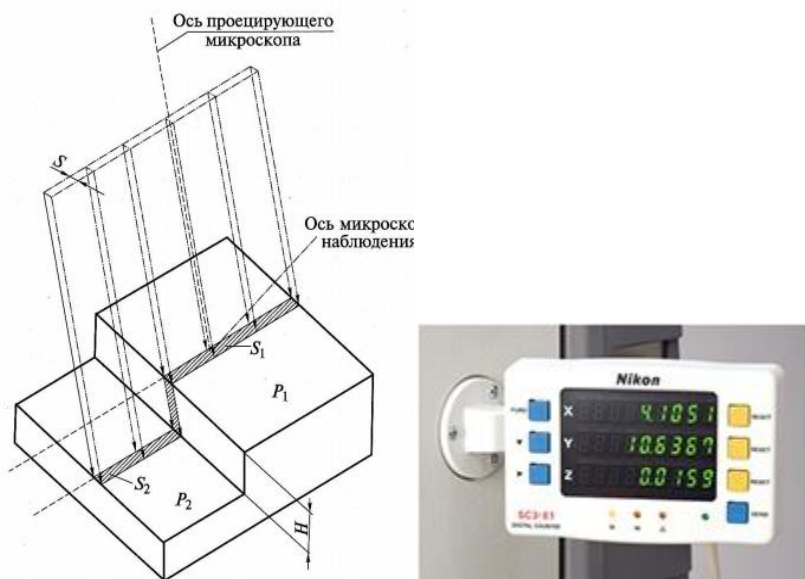 Ось проецирующего
микроскопа
S
Ось микроско
наблюдения
S₁
P₁
S₂
P₂
H
Nikon
X 4.1051
Y 10.6367
Z 0.0159
RESET
RESET
RESET
SC3-E1
DIGITAL COUNTER